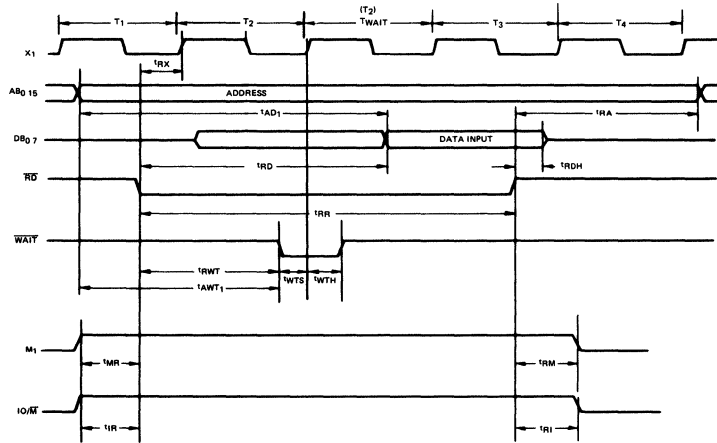 (T2)
T1 T2 TWAIT T3 T4
X1
tRX
AB0 15 ADDRESS
tAD1 tRA
DB0 7 DATA INPUT
tRD tRDH
RD
tRR
WAIT
tRWT tWTS tWTH
tAWT1
M1
tMR tRM
IO/M
tIR tRI